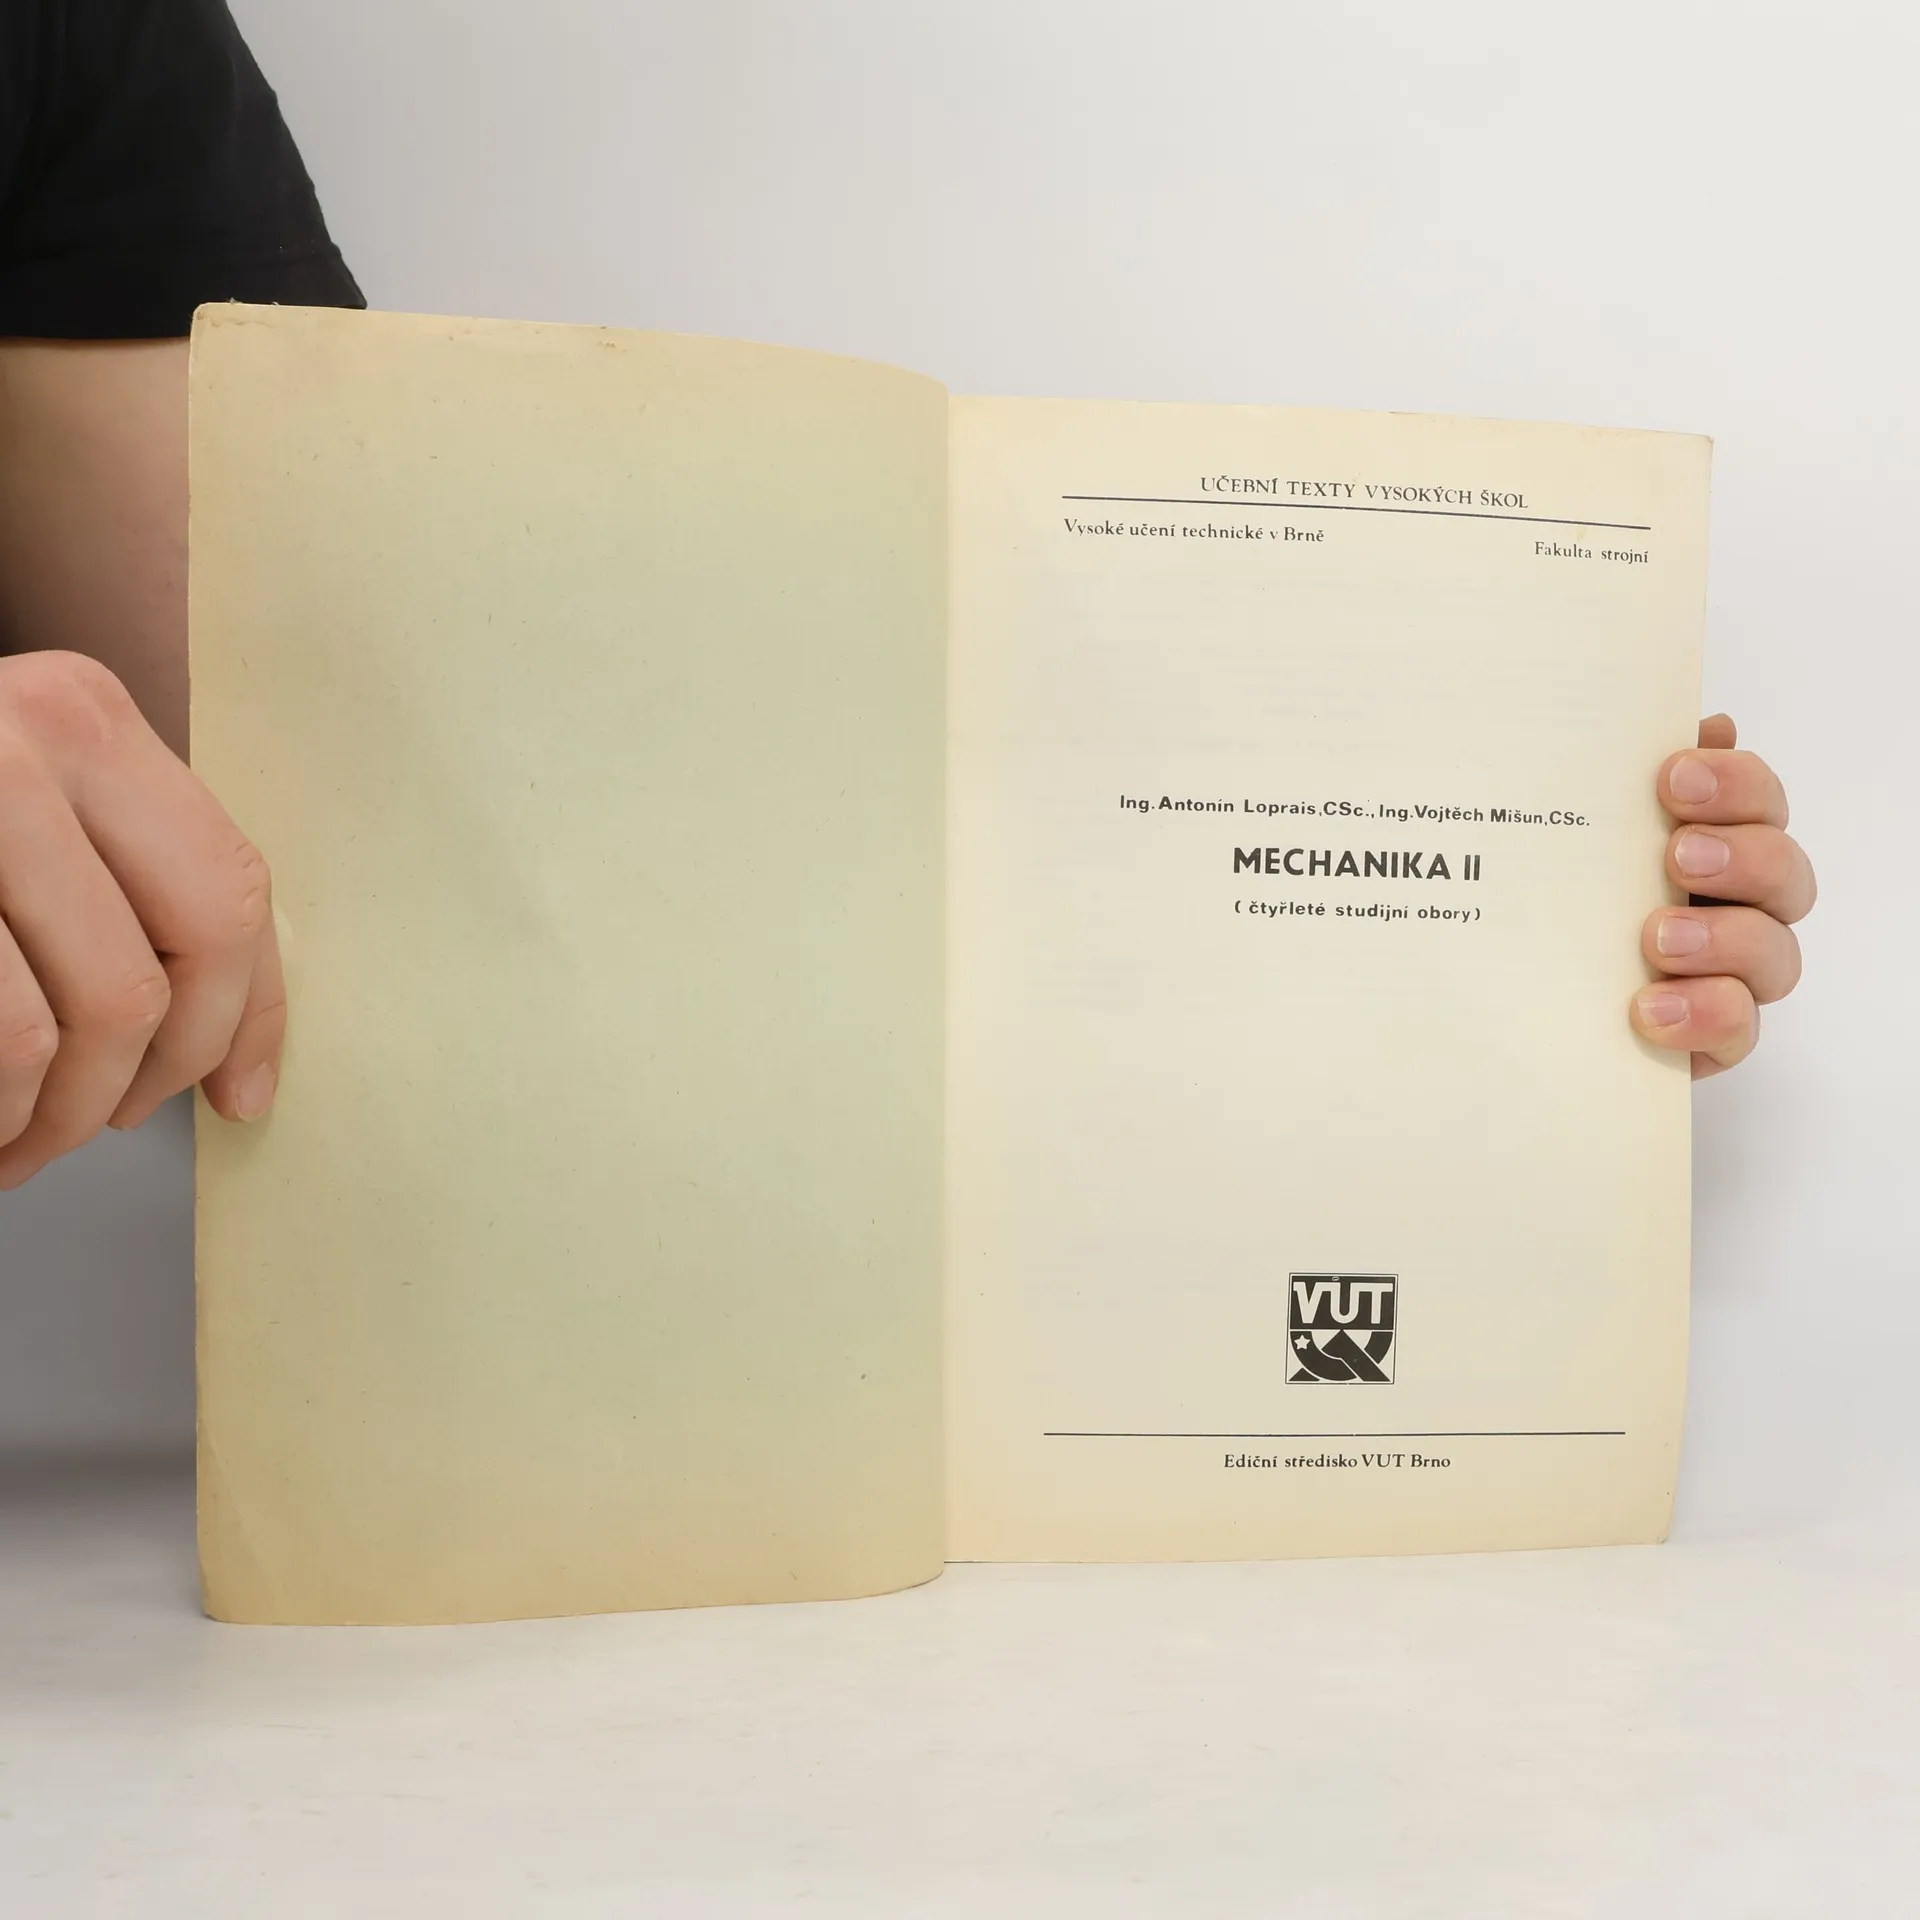 UČEBNÍ TEXTY VYSOKÝCH ŠKOL
Vysoké učení technické v Brně
Fakulta strojní
Ing. Antonín Loprais, CSc., Ing. Vojtěch Mišun, CSc.
MECHANIKA II
( čtyřleté studijní obory )
VUT
Ediční středisko VUT Brno